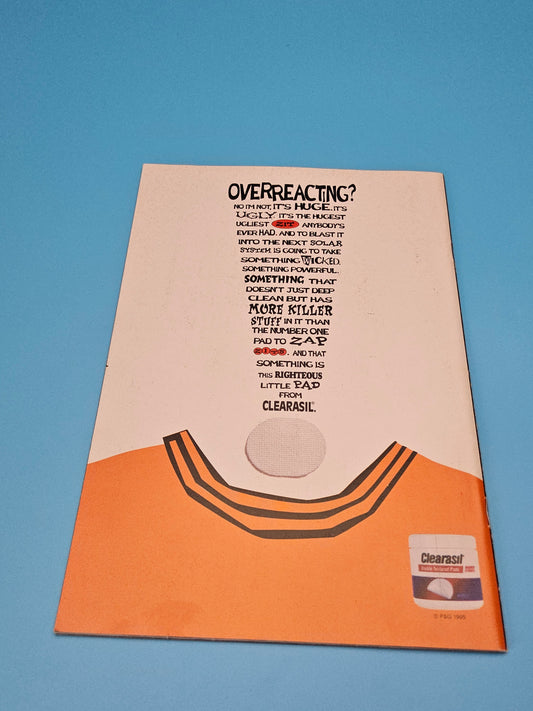 OVERREACTING?
NO I'M NOT, IT'S HUGE. IT'S
UGLY IT'S THE HUGEST
UGLIEST ZIT ANYBODY'S
EVER HAD. AND TO BLAST IT
INTO THE NEXT SOLAR
SYSTEM IS GOING TO TAKE
SOMETHING WICKED.
SOMETHING POWERFUL.
SOMETHING THAT
DOESN'T JUST DEEP
CLEAN BUT HAS
MORE KILLER
STUFF IN IT THAN
THE NUMBER ONE
PAD TO ZAP
ZITS. AND THAT
SOMETHING IS
THIS RIGHTEOUS
LITTLE PAD
FROM
CLEARASIL®.
Clearasil
Double Textured Pads
© P&G 1995